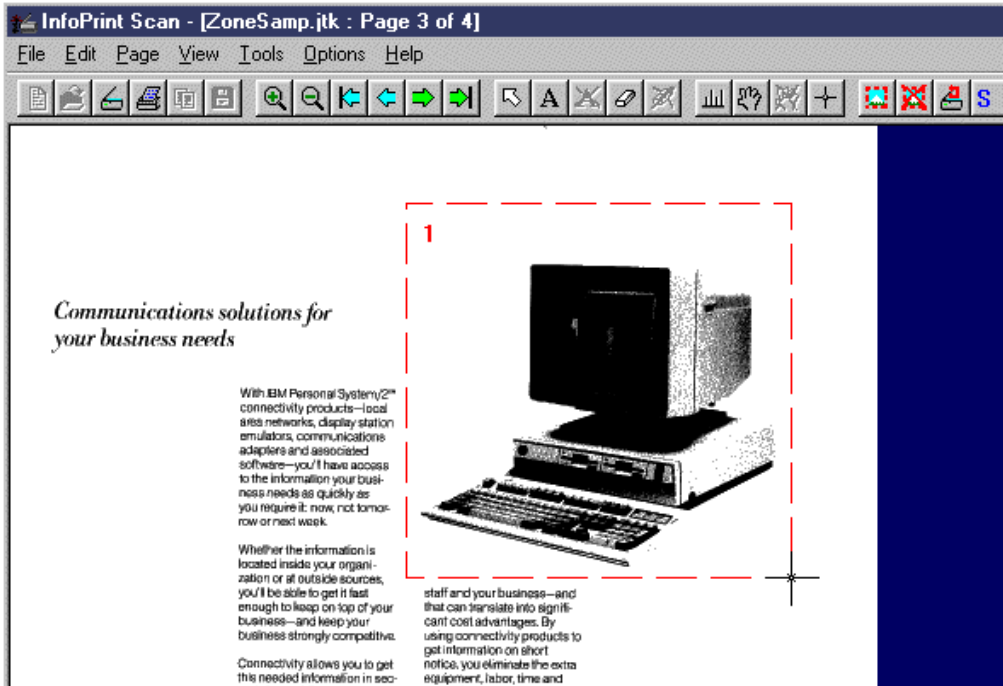 InfoPrint Scan - [ZoneSamp.jtk : Page 3 of 4]
File Edit Page View Tools Options Help
A S
1
Communications solutions for
your business needs
With IBM Personal System/2™
connectivity products—local
area networks, display station
emulators, communications
adapters and associated
software—you'll have access
to the information your busi-
ness needs as quickly as
you require it: now, not tomor-
row or next week.
Whether the information is
located inside your organi-
zation or at outside sources,
you'll be able to get it fast
enough to keep on top of your
business—and keep your
business strongly competitive.
Connectivity allows you to get
this needed information in sec-
staff and your business—and
that can translate into signifi-
cant cost advantages. By
using connectivity products to
get information on short
notice, you eliminate the extra
equipment, labor, time and